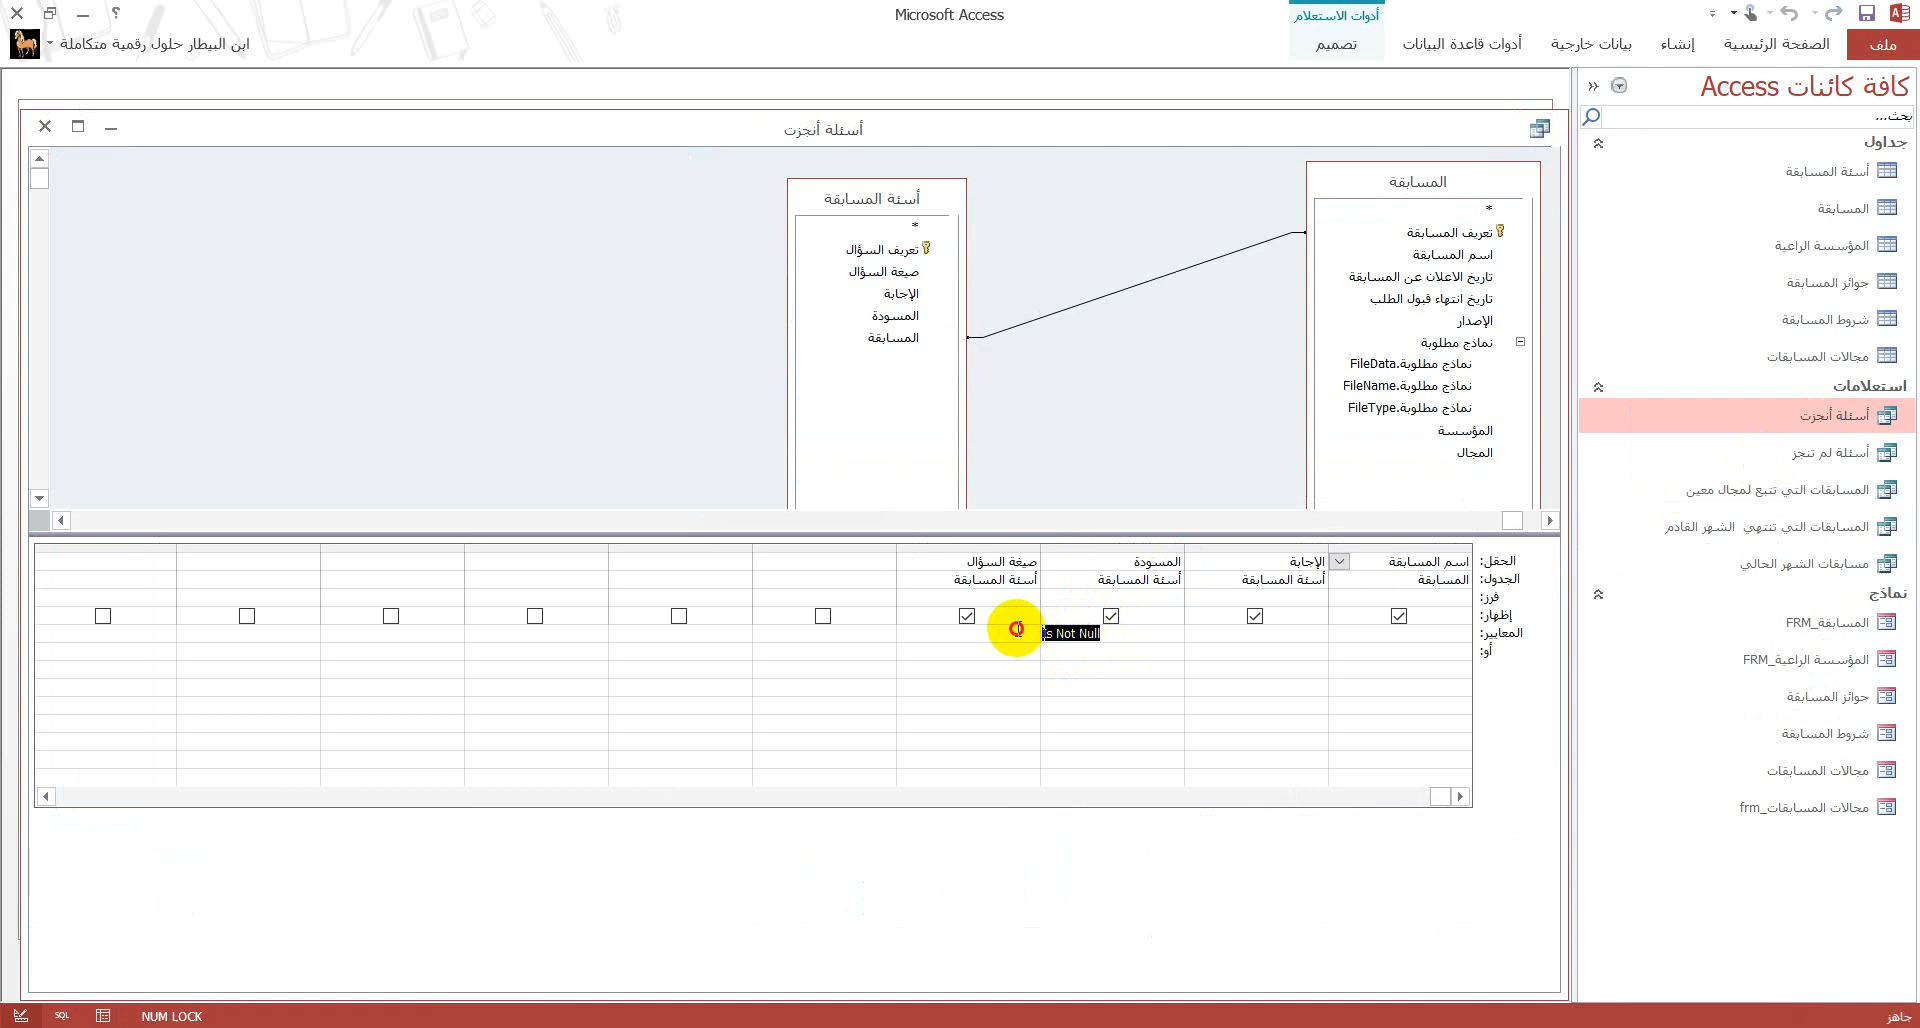 Microsoft Access
أدوات الاستعلام
ملف
الصفحة الرئيسية
إنشاء
بيانات خارجية
أدوات قاعدة البيانات
تصميم
ابن البيطار حلول رقمية متكاملة
كافة كائنات Access
بحث...
جداول
أسئة المسابقة
المسابقة
المؤسسة الراعية
جوائز المسابقة
شروط المسابقة
مجالات المسابقات
استعلامات
أسئلة أنجزت
أسئلة لم تنجز
المسابقات التي تتبع لمجال معين
المسابقات التي تنتهي الشهر القادم
مسابقات الشهر الحالي
نماذج
المسابقة_FRM
المؤسسة الراعية_FRM
جوائز المسابقة
شروط المسابقة
مجالات المسابقات
مجالات المسابقات_frm
أسئلة أنجزت
المسابقة
*
تعريف المسابقة
اسم المسابقة
تاريخ الاعلان عن المسابقة
تاريخ انتهاء قبول الطلب
الإصدار
نماذج مطلوبة
نماذج مطلوبة.FileData
نماذج مطلوبة.FileName
نماذج مطلوبة.FileType
المؤسسة
المجال
أسئة المسابقة
*
تعريف السؤال
صيغة السؤال
الإجابة
المسودة
المسابقة
الحقل: اسم المسابقة الإجابة المسودة صيغة السؤال
الجدول: المسابقة أسئة المسابقة أسئة المسابقة أسئة المسابقة
فرز:
إظهار:
المعايير: Is Not Null
أو:
جاهز
NUM LOCK
SQL